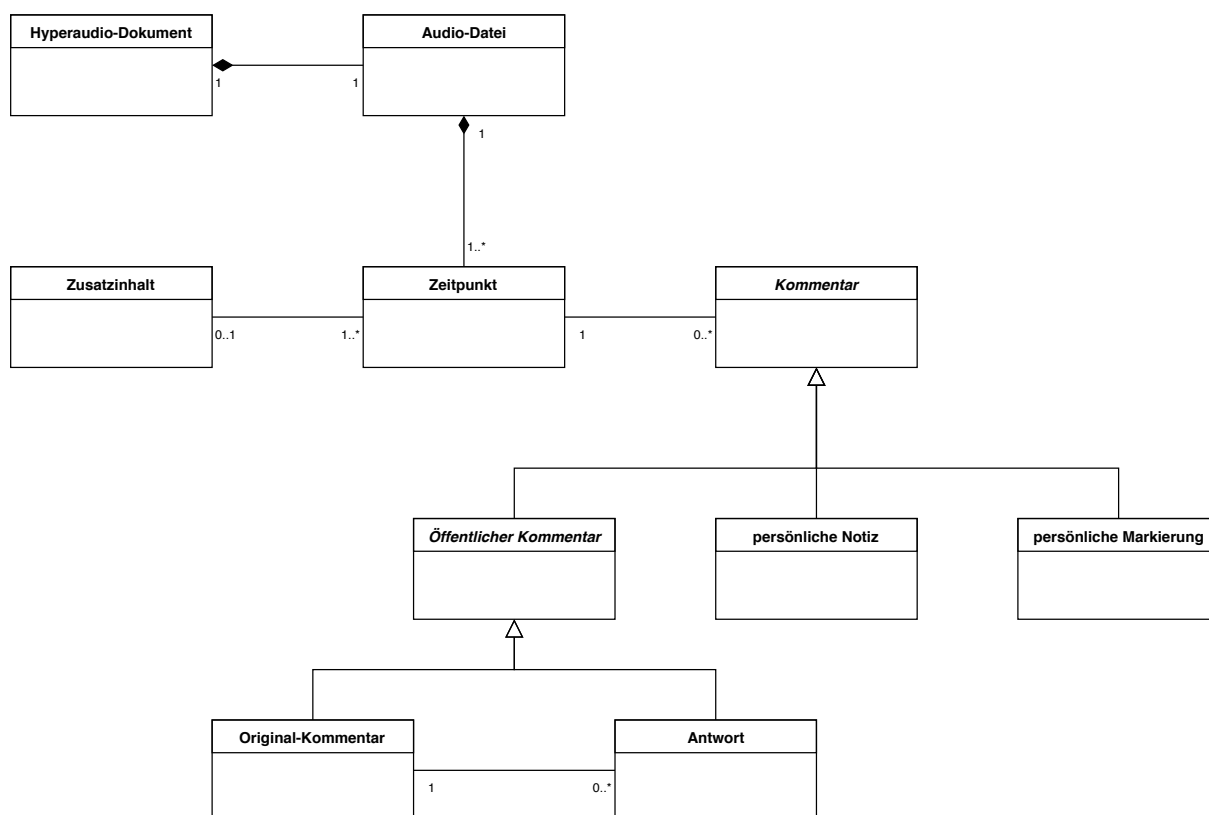 Hyperaudio-Dokument
Audio-Datei
1
1
1
1..*
Zusatzinhalt
Zeitpunkt
Kommentar
0..1
1..*
1
0..*
Öffentlicher Kommentar
persönliche Notiz
persönliche Markierung
Original-Kommentar
Antwort
1
0..*